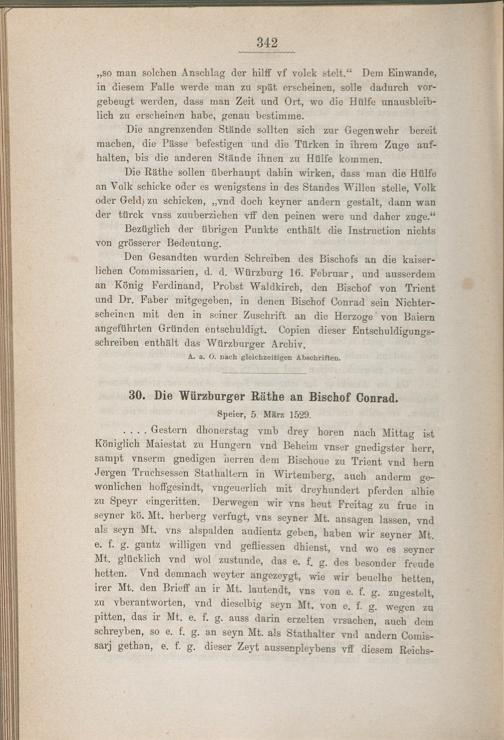 342
„so man solchen Anschlag der hilff vf volck stelt.“ Dem Einwande,
in diesem Falle werde man zu spät erscheinen, solle dadurch vor-
gebeugt werden, dass man Zeit und Ort, wo die Hülfe unausbleib-
lich zu erscheinen habe, genau bestimme.
Die angrenzenden Stände sollten sich zur Gegenwehr bereit
machen, die Pässe befestigen und die Türken in ihrem Zuge auf-
halten, bis die anderen Stände ihnen zu Hülfe kommen.
Die Räthe sollen überhaupt dahin wirken, dass man die Hülfe
an Volk schicke oder es wenigstens in des Standes Willen stelle, Volk
oder Geld zu schicken, „vnd doch keyner andern gestalt, dann wan
der türck vnss zuuberziehen vff den peinen were und daher zuge.“
Bezüglich der übrigen Punkte enthält die Instruction nichts
von grösserer Bedeutung.
Den Gesandten wurden Schreiben des Bischofs an die kaiser-
lichen Commissarien, d. d. Würzburg 16. Februar, und ausserdem
an König Ferdinand, Probst Waldkirch, den Bischof von Trient
und Dr. Faber mitgegeben, in denen Bischof Conrad sein Nichter-
scheinen mit den in seiner Zuschrift an die Herzoge von Baiern
angeführten Gründen entschuldigt. Copien dieser Entschuldigungs-
schreiben enthält das Würzburger Archiv.
A. a. O. nach gleichzeitigen Abschriften.
30. Die Würzburger Räthe an Bischof Conrad.
Speier, 5. März 1529.
. . . . Gestern dhonerstag vmb drey horen nach Mittag ist
Königlich Maiestat zu Hungern vnd Beheim vnser gnedigster herr,
sampt vnserm gnedigen herren dem Bischoue zu Trient vnd hern
Jergen Truchsessen Stathaltern in Wirtemberg, auch anderm ge-
wonlichen hoffgesindt, vngeuerlich mit dreyhundert pferden alhie
zu Speyr eingeritten. Derwegen wir vns heut Freitag zu frue in
seyner kö. Mt. herberg verfugt, vns seyner Mt. ansagen lassen, vnd
als seyn Mt. vns alspalden audientz geben, haben wir seyner Mt.
e. f. g. gantz willigen vnd gefliessen dhienst, vnd wo es seyner
Mt. glücklich vnd wol zustunde, das e. f. g. des besonder freude
hetten. Vnd demnach weyter angezeygt, wie wir beuelhe hetten,
irer Mt. den Brieff an ir Mt. lautendt, vns von e. f. g. zugestelt,
zu vberantworten, vnd dieselbig seyn Mt. von e. f. g. wegen zu
pitten, das ir Mt. e. f. g. auss darin erzelten vrsachen, auch dem
schreyben, so e. f. g. an seyn Mt. als Stathalter vnd andern Comis-
sarj gethan, e. f. g. dieser Zeyt aussenpleybens vff diesem Reichs-